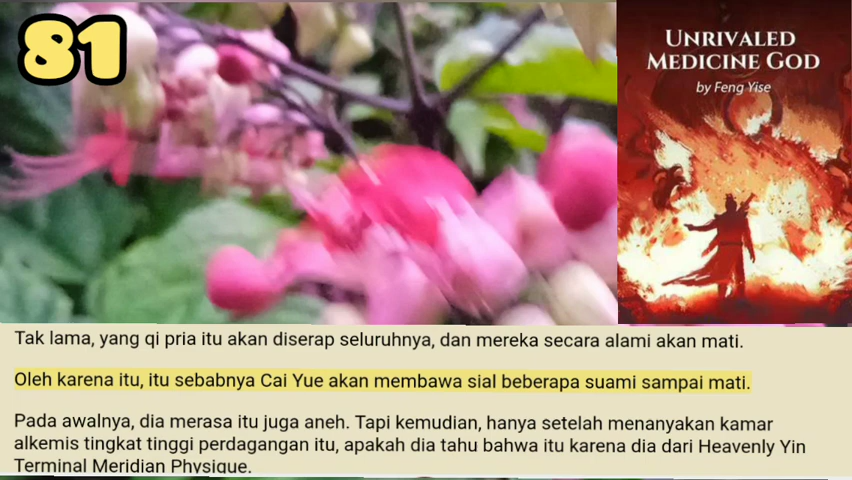 81
UNRIVALED
MEDICINE GOD
by Feng Yise
Tak lama, yang qi pria itu akan diserap seluruhnya, dan mereka secara alami akan mati.
Oleh karena itu, itu sebabnya Cai Yue akan membawa sial beberapa suami sampai mati.
Pada awalnya, dia merasa itu juga aneh. Tapi kemudian, hanya setelah menanyakan kamar
alkemis tingkat tinggi perdagangan itu, apakah dia tahu bahwa itu karena dia dari Heavenly Yin
Terminal Meridian Physique.